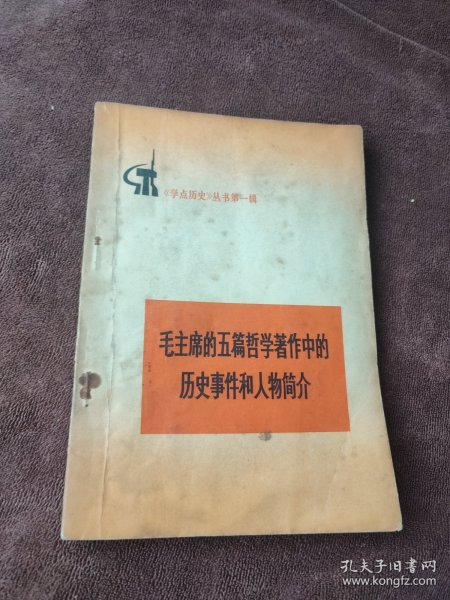 《学点历史》丛书第一辑
毛主席的五篇哲学著作中的
历史事件和人物简介
孔夫子旧书网
www.kongfz.com